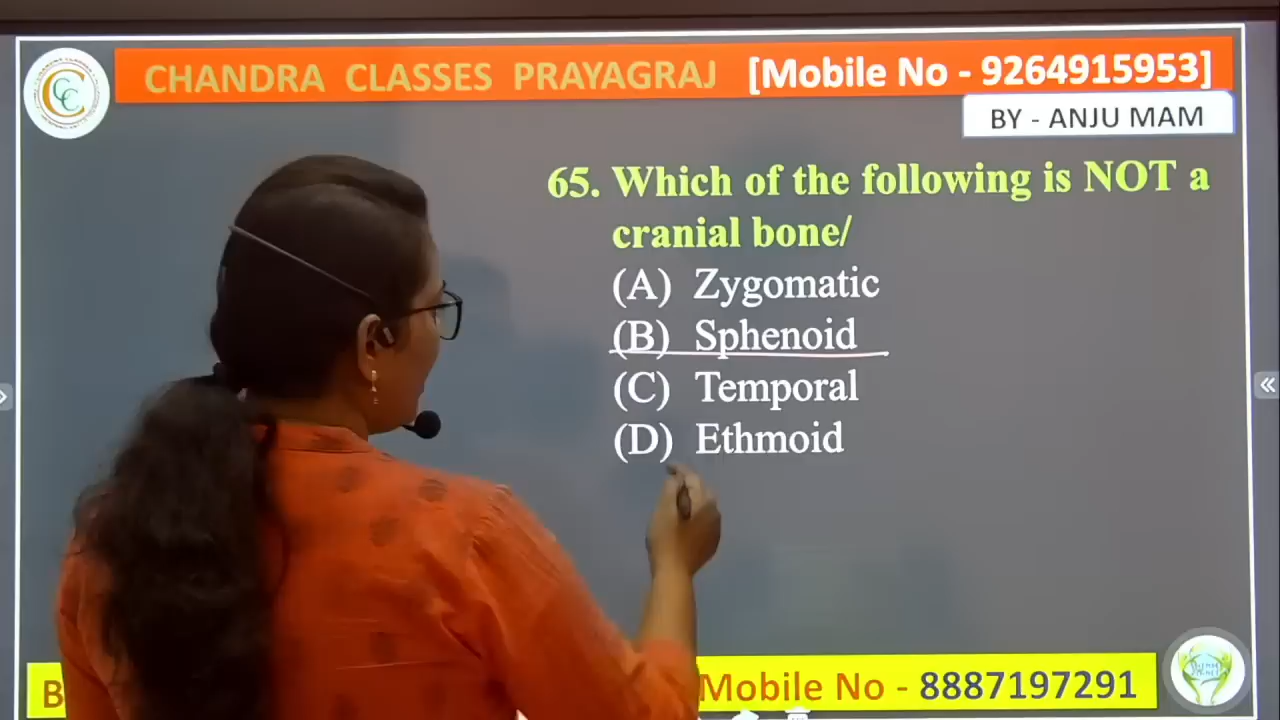 CHANDRA CLASSES PRAYAGRAJ [Mobile No - 9264915953]
BY - ANJU MAM
65. Which of the following is NOT a
cranial bone/
(A) Zygomatic
(B) Sphenoid
(C) Temporal
(D) Ethmoid
B
Mobile No - 8887197291